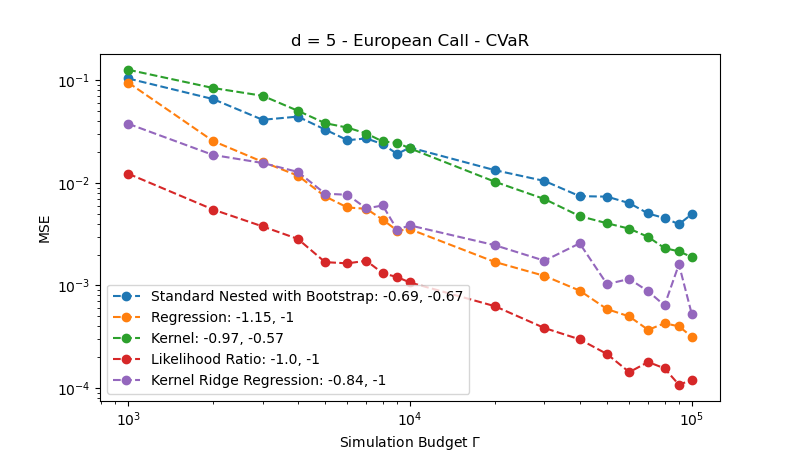 d = 5 - European Call - CVaR
MSE
10⁻¹
10⁻²
10⁻³
10⁻⁴
Standard Nested with Bootstrap: -0.69, -0.67
Regression: -1.15, -1
Kernel: -0.97, -0.57
Likelihood Ratio: -1.0, -1
Kernel Ridge Regression: -0.84, -1
10³ 10⁴ 10⁵
Simulation Budget Γ